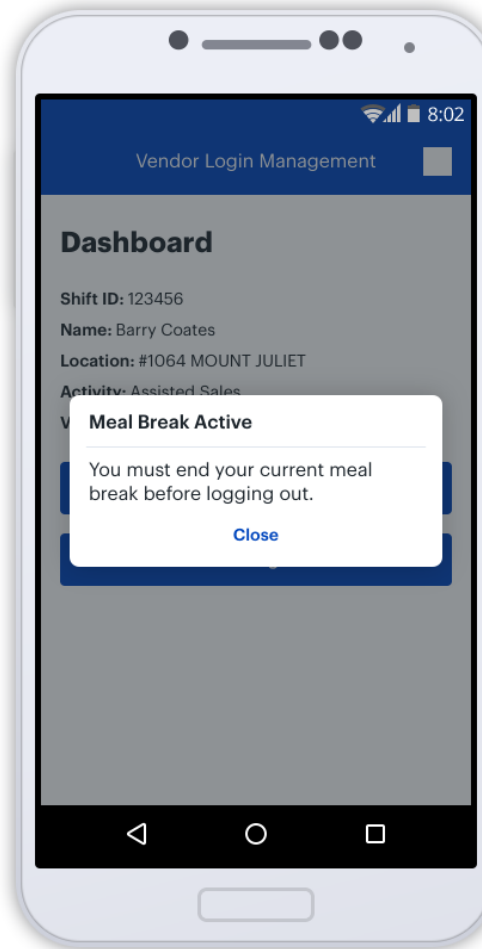 8:02
Vendor Login Management
Dashboard
Shift ID: 123456
Name: Barry Coates
Location: #1064 MOUNT JULIET
Activity: Assisted Sales
Meal Break Active
You must end your current meal
break before logging out.
Close